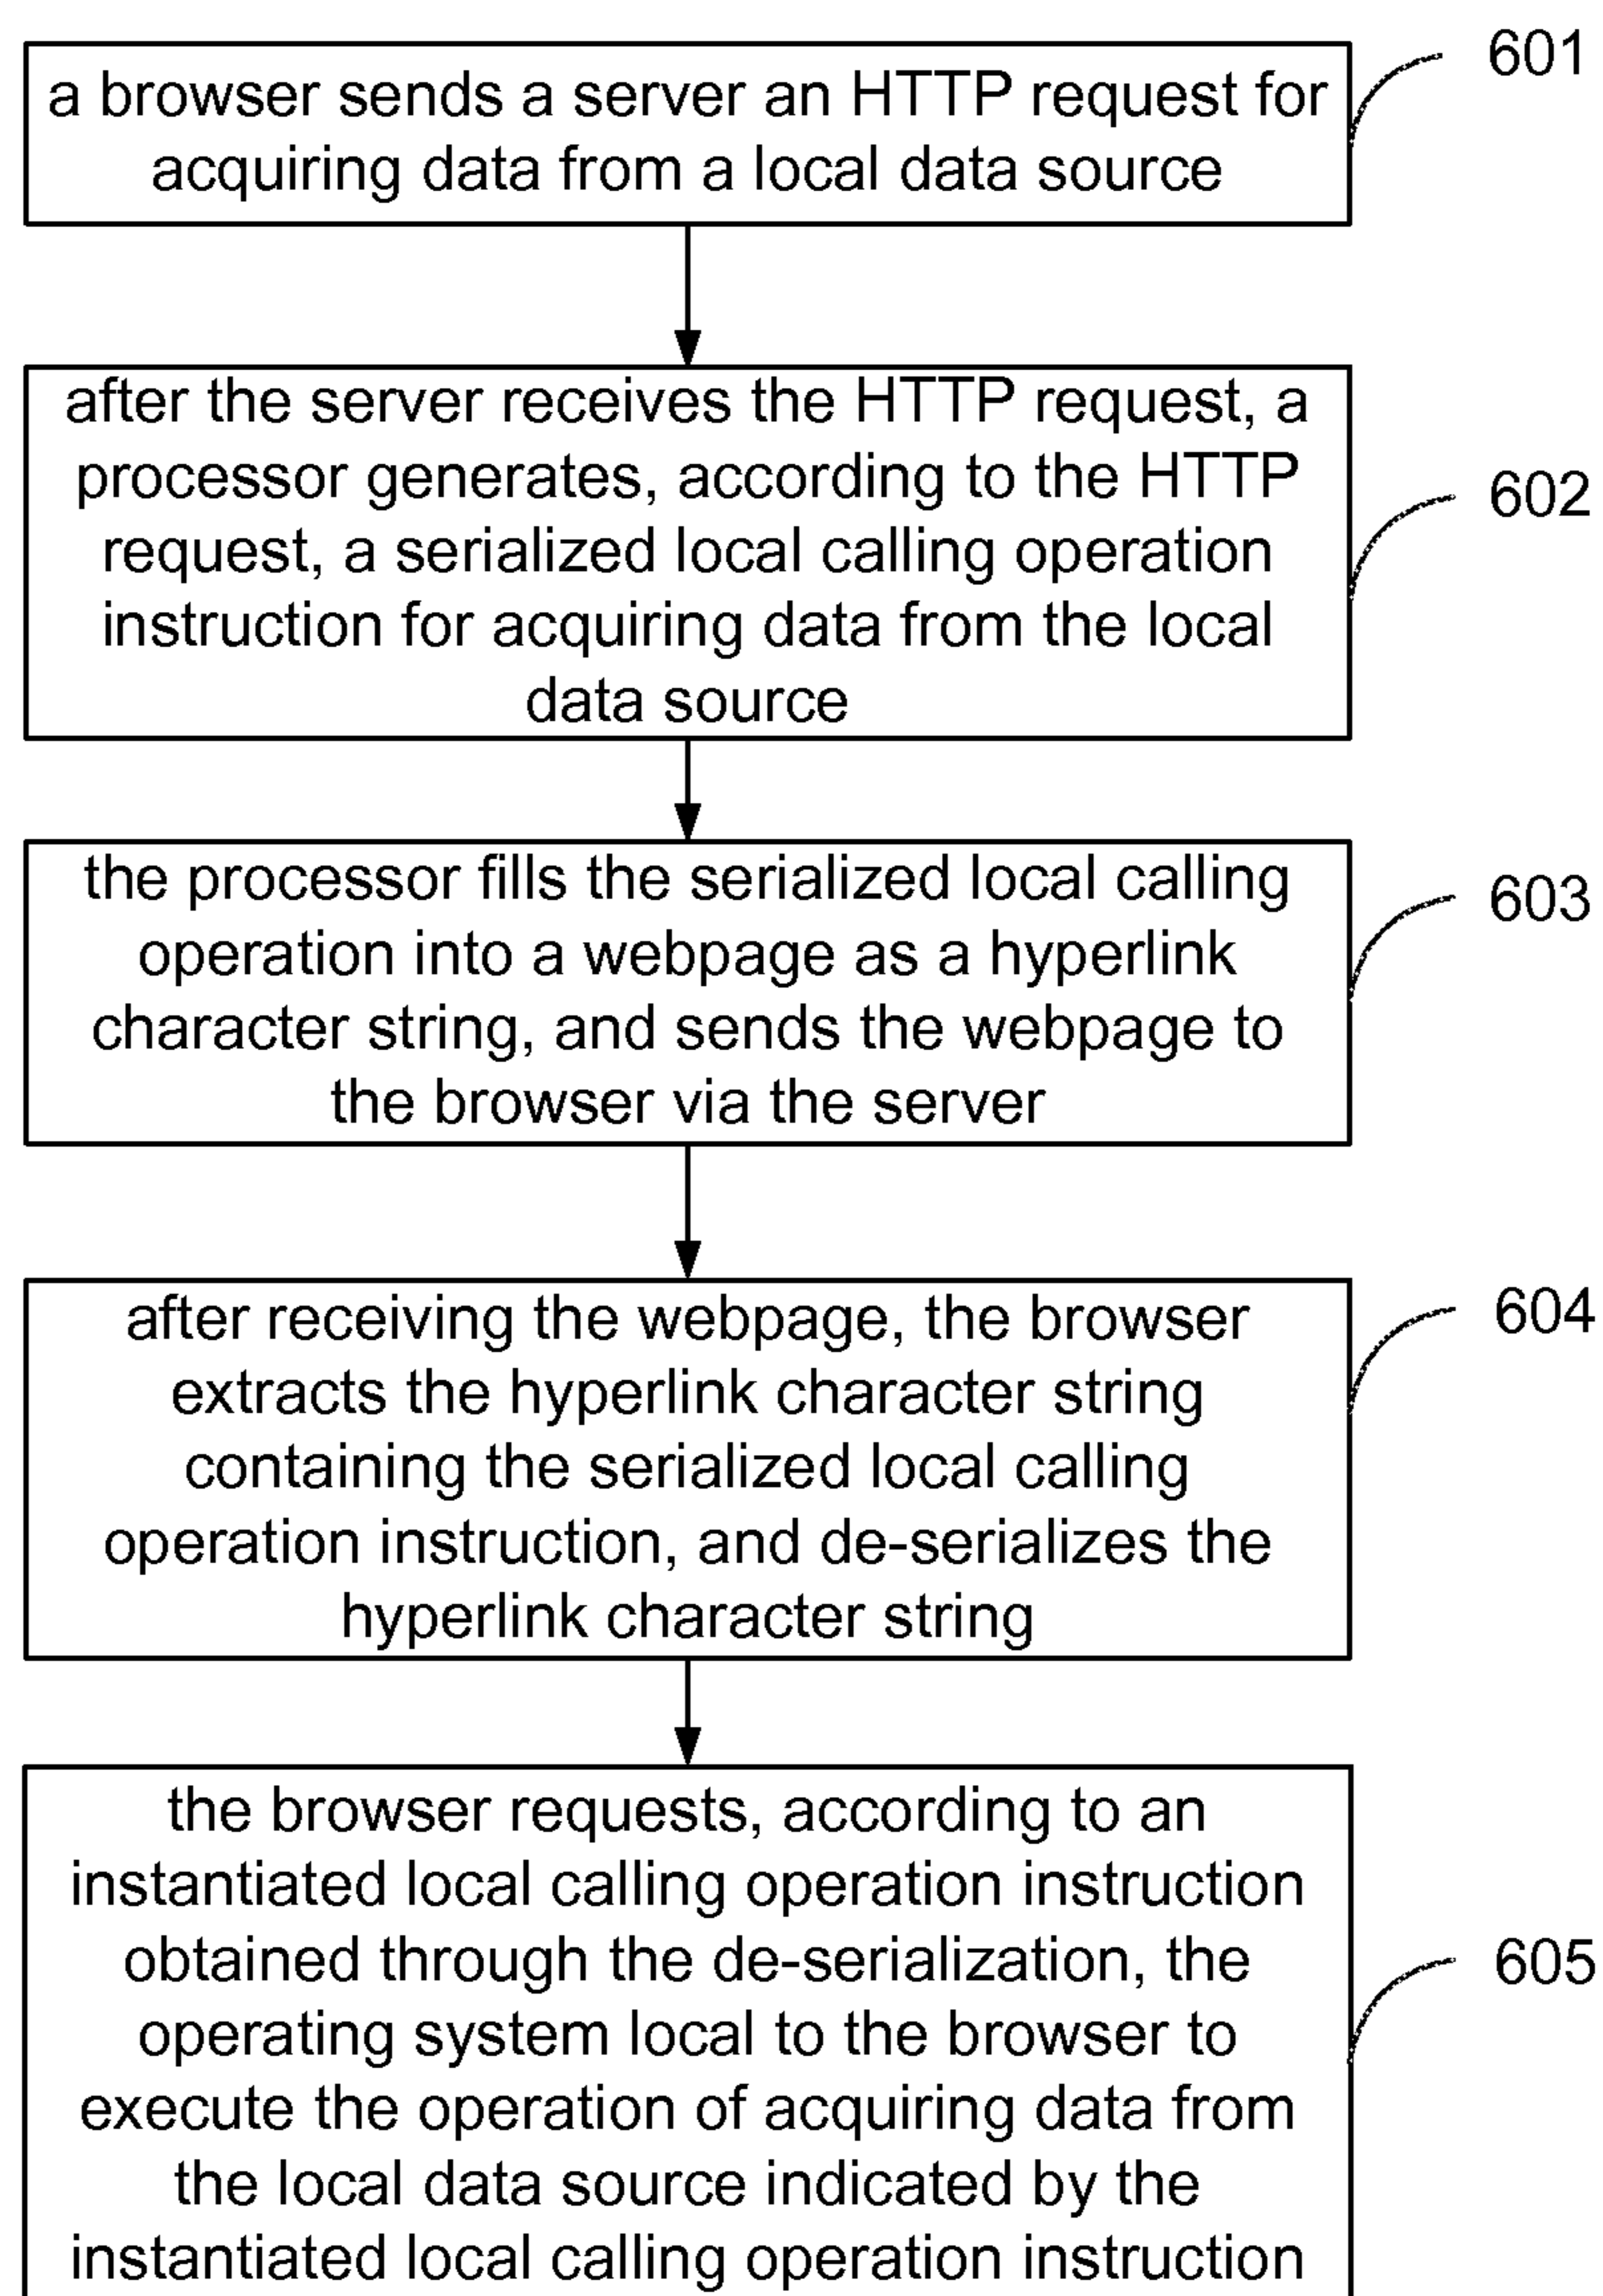 a browser sends a server an HTTP request for
acquiring data from a local data source
601
after the server receives the HTTP request, a
processor generates, according to the HTTP
request, a serialized local calling operation
instruction for acquiring data from the local
data source
602
the processor fills the serialized local calling
operation into a webpage as a hyperlink
character string, and sends the webpage to
the browser via the server
603
after receiving the webpage, the browser
extracts the hyperlink character string
containing the serialized local calling
operation instruction, and de-serializes the
hyperlink character string
604
the browser requests, according to an
instantiated local calling operation instruction
obtained through the de-serialization, the
operating system local to the browser to
execute the operation of acquiring data from
the local data source indicated by the
instantiated local calling operation instruction
605